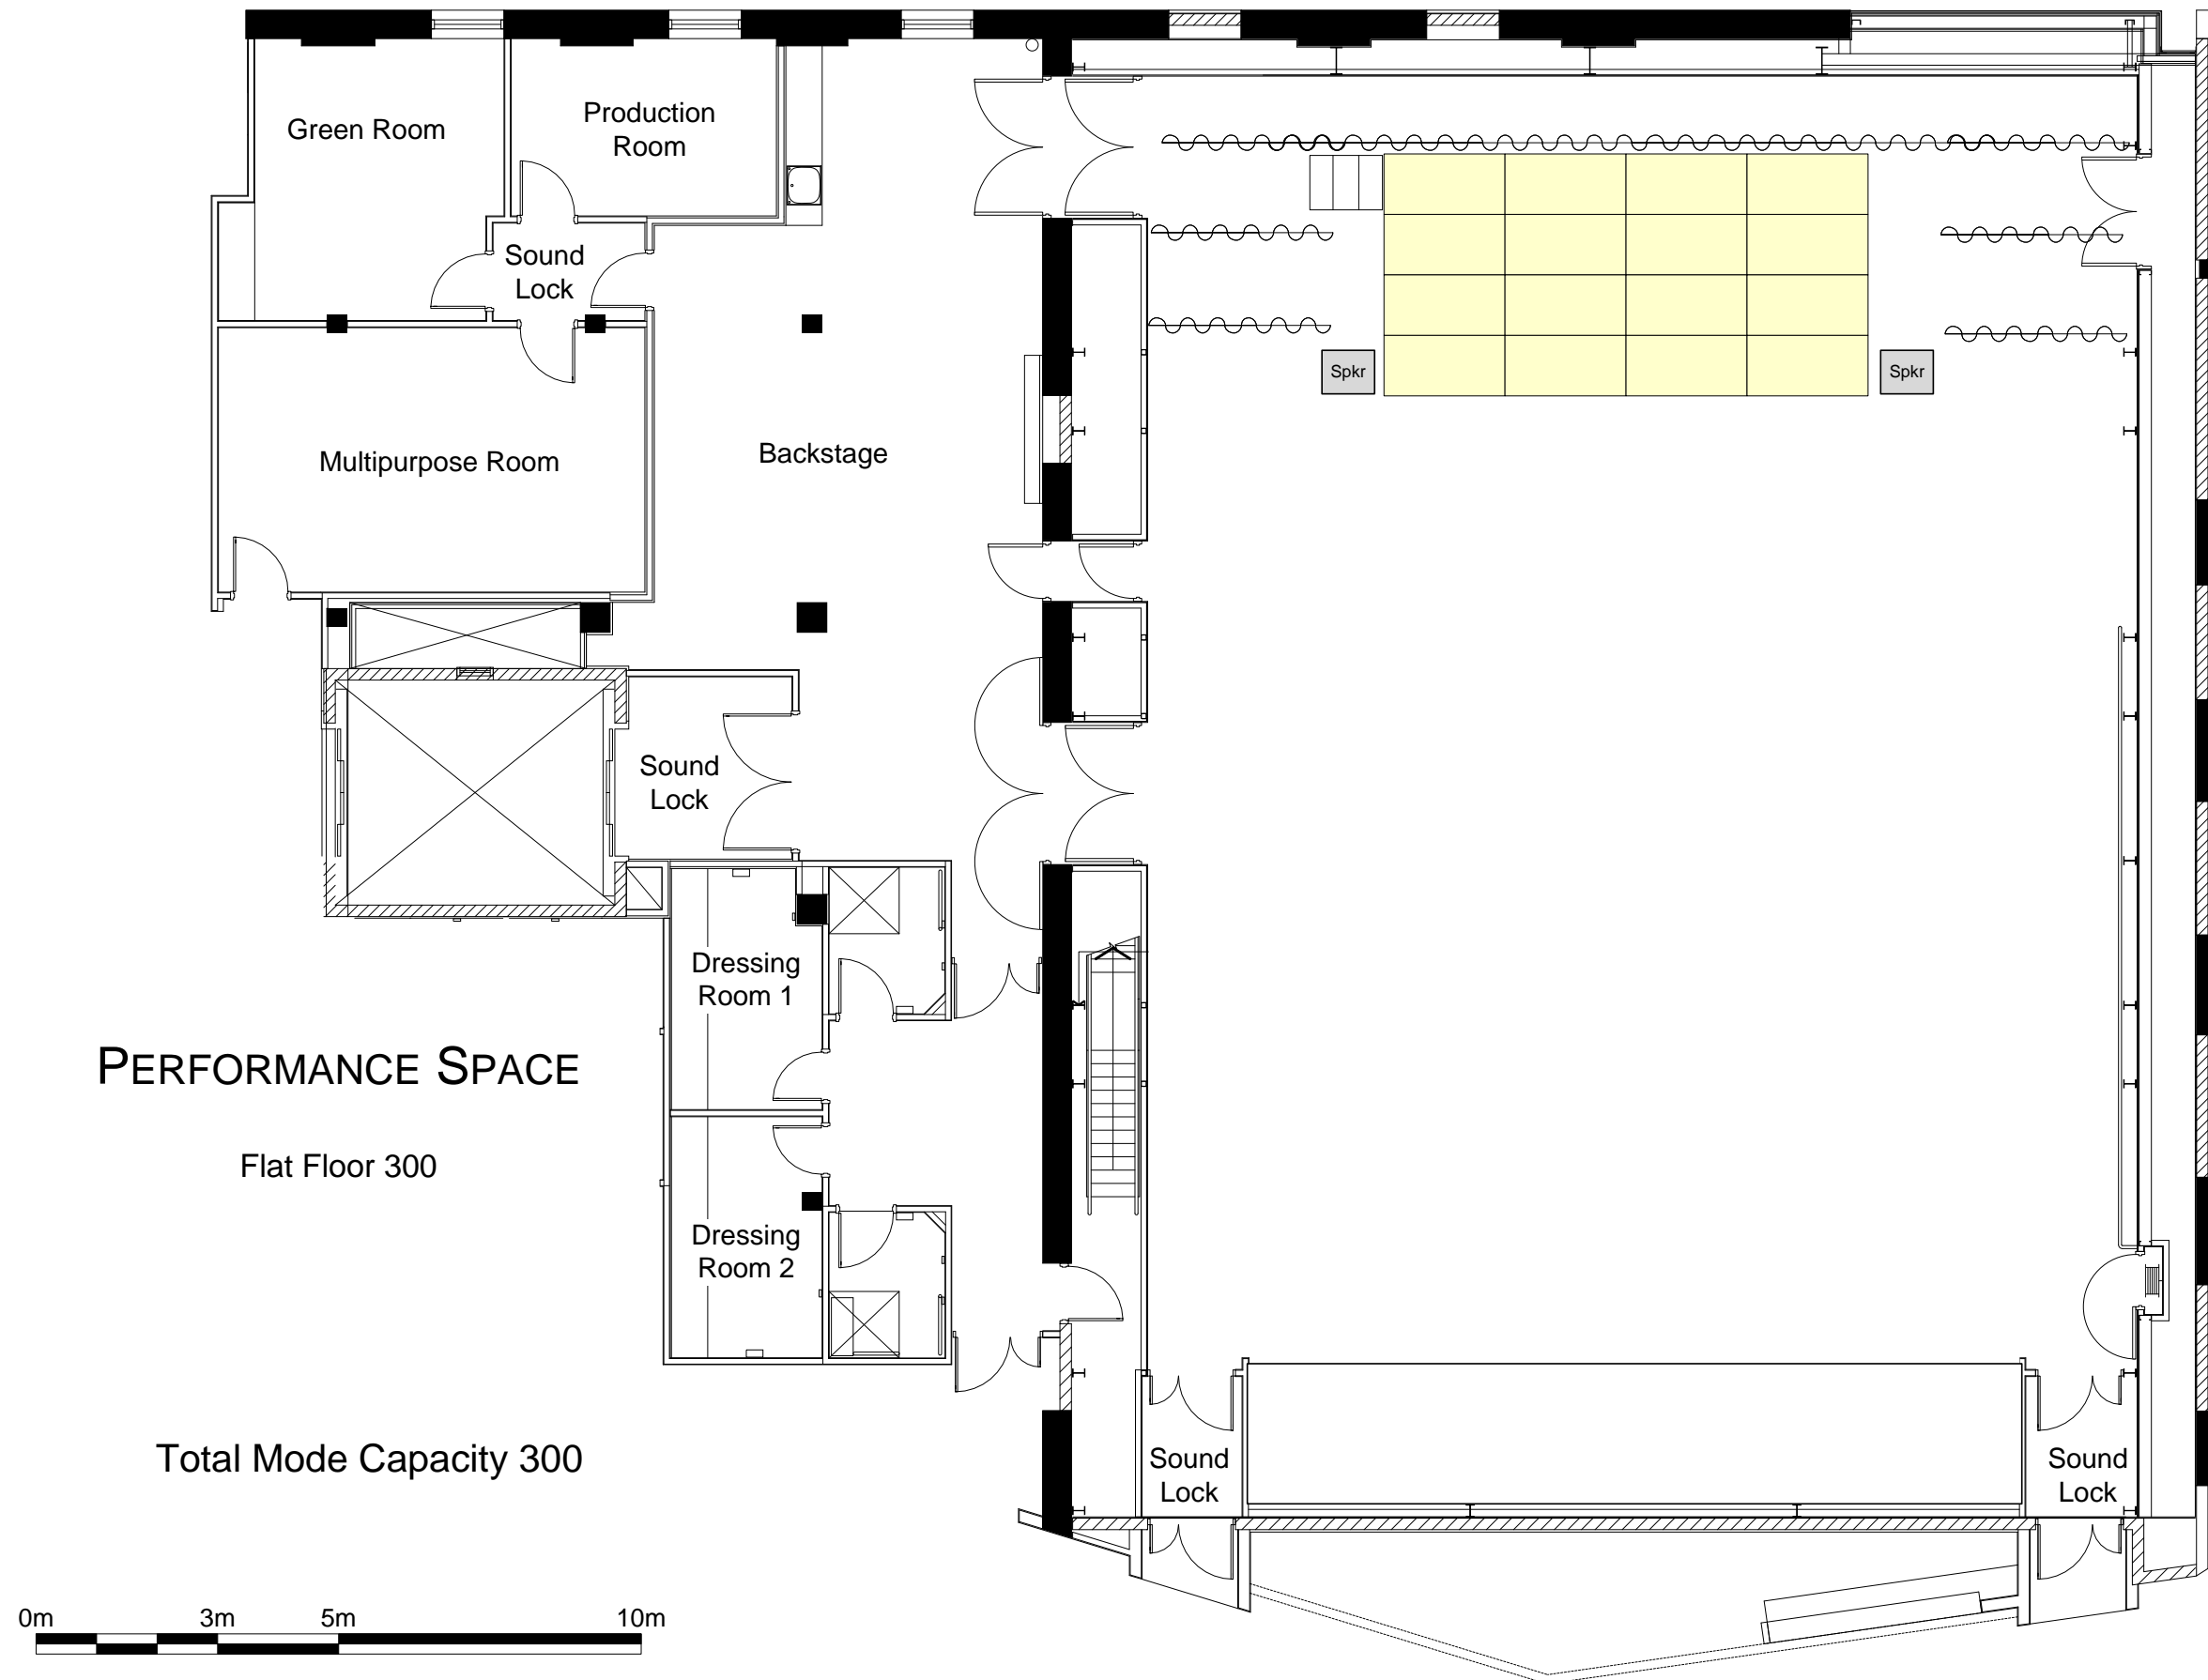 Green Room
Production
Room
Sound
Lock
Spkr
Spkr
Multipurpose Room
Backstage
Sound
Lock
Dressing
Room 1
PERFORMANCE SPACE
Flat Floor 300
Dressing
Room 2
Total Mode Capacity 300
Sound
Lock
Sound
Lock
0m 3m 5m 10m